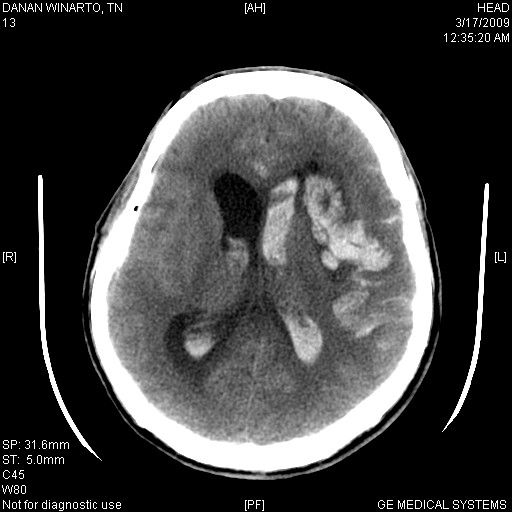 DANAN WINARTO, TN
13
[AH]
HEAD
3/17/2009
12:35:20 AM
[R]
[L]
SP: 31.6mm
ST: 5.0mm
C45
W80
Not for diagnostic use
[PF]
GE MEDICAL SYSTEMS